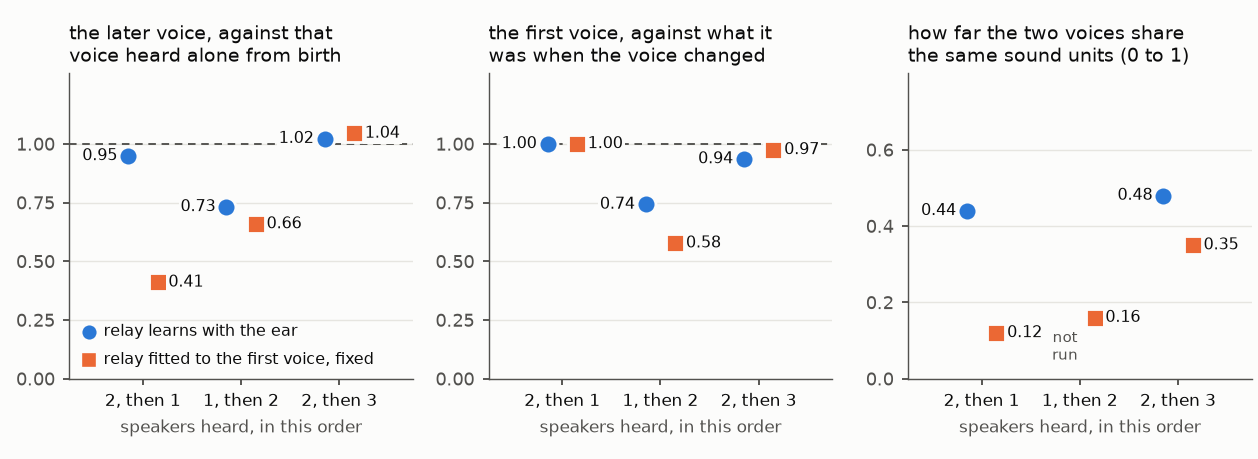 the later voice, against that
voice heard alone from birth
1.00
0.75
0.50
0.25
0.00
0.95
0.41
0.73
0.66
1.02
1.04
relay learns with the ear
relay fitted to the first voice, fixed
2, then 1
1, then 2
2, then 3
speakers heard, in this order
the first voice, against what it
was when the voice changed
1.00
0.75
0.50
0.25
0.00
1.00
1.00
0.74
0.58
0.94
0.97
2, then 1
1, then 2
2, then 3
speakers heard, in this order
how far the two voices share
the same sound units (0 to 1)
0.6
0.4
0.2
0.0
0.44
0.12
not
run
0.16
0.48
0.35
2, then 1
1, then 2
2, then 3
speakers heard, in this order